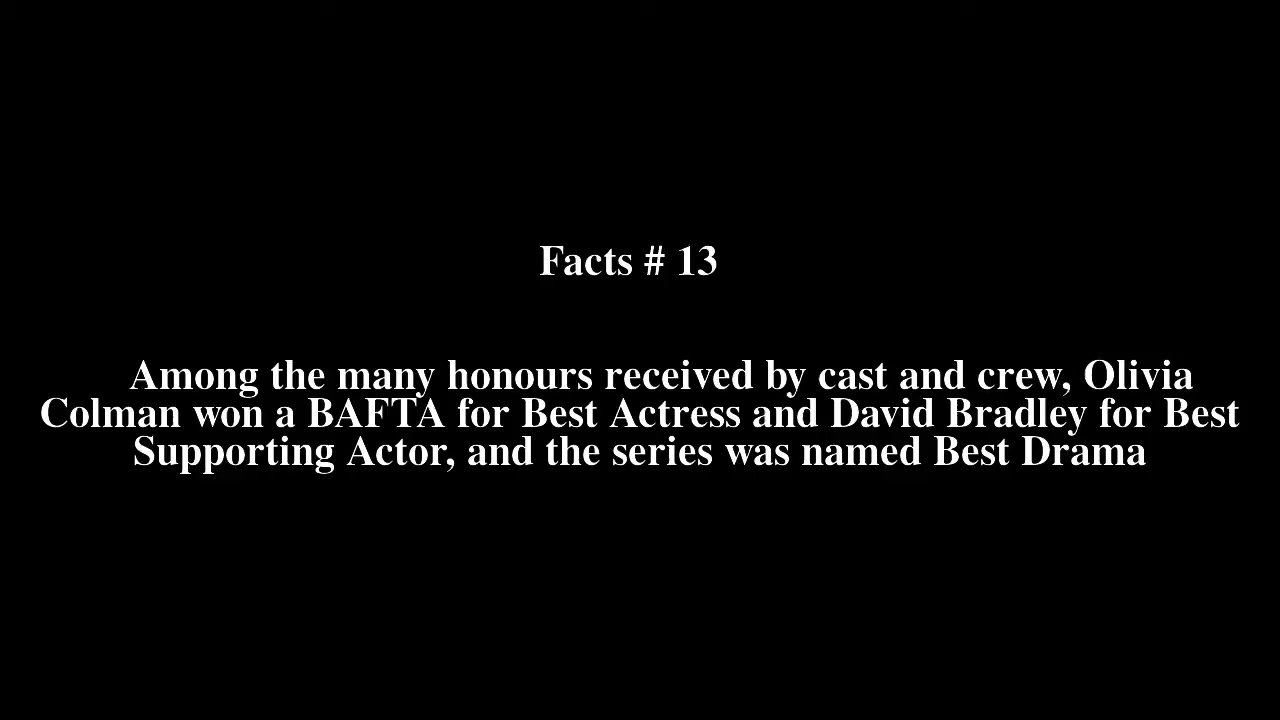 Facts # 13
Among the many honours received by cast and crew, Olivia
Colman won a BAFTA for Best Actress and David Bradley for Best
Supporting Actor, and the series was named Best Drama